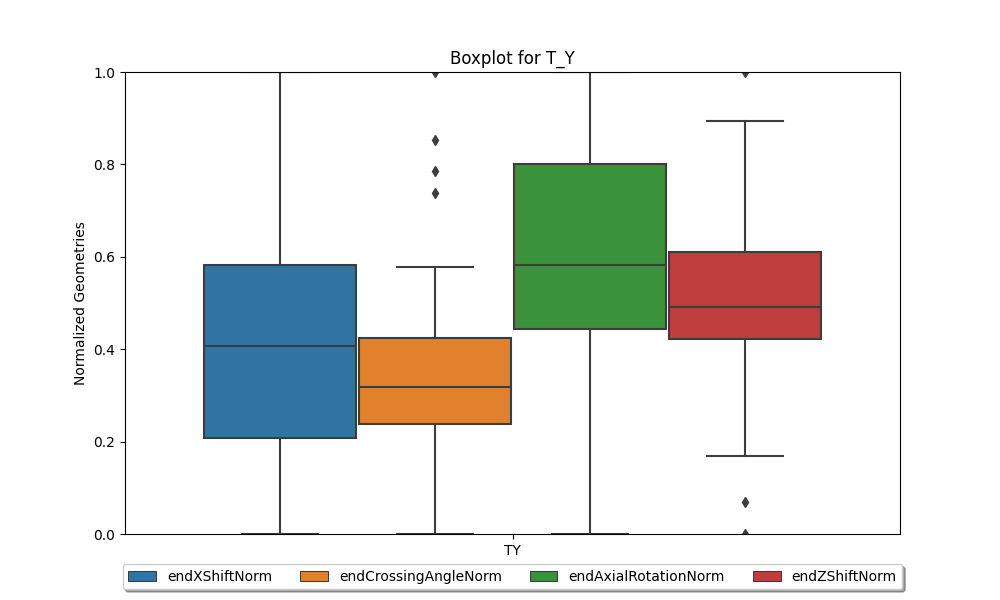 Boxplot for T_Y
Normalized Geometries
1.0
0.8
0.6
0.4
0.2
0.0
TY
endXShiftNorm endCrossingAngleNorm endAxialRotationNorm endZShiftNorm